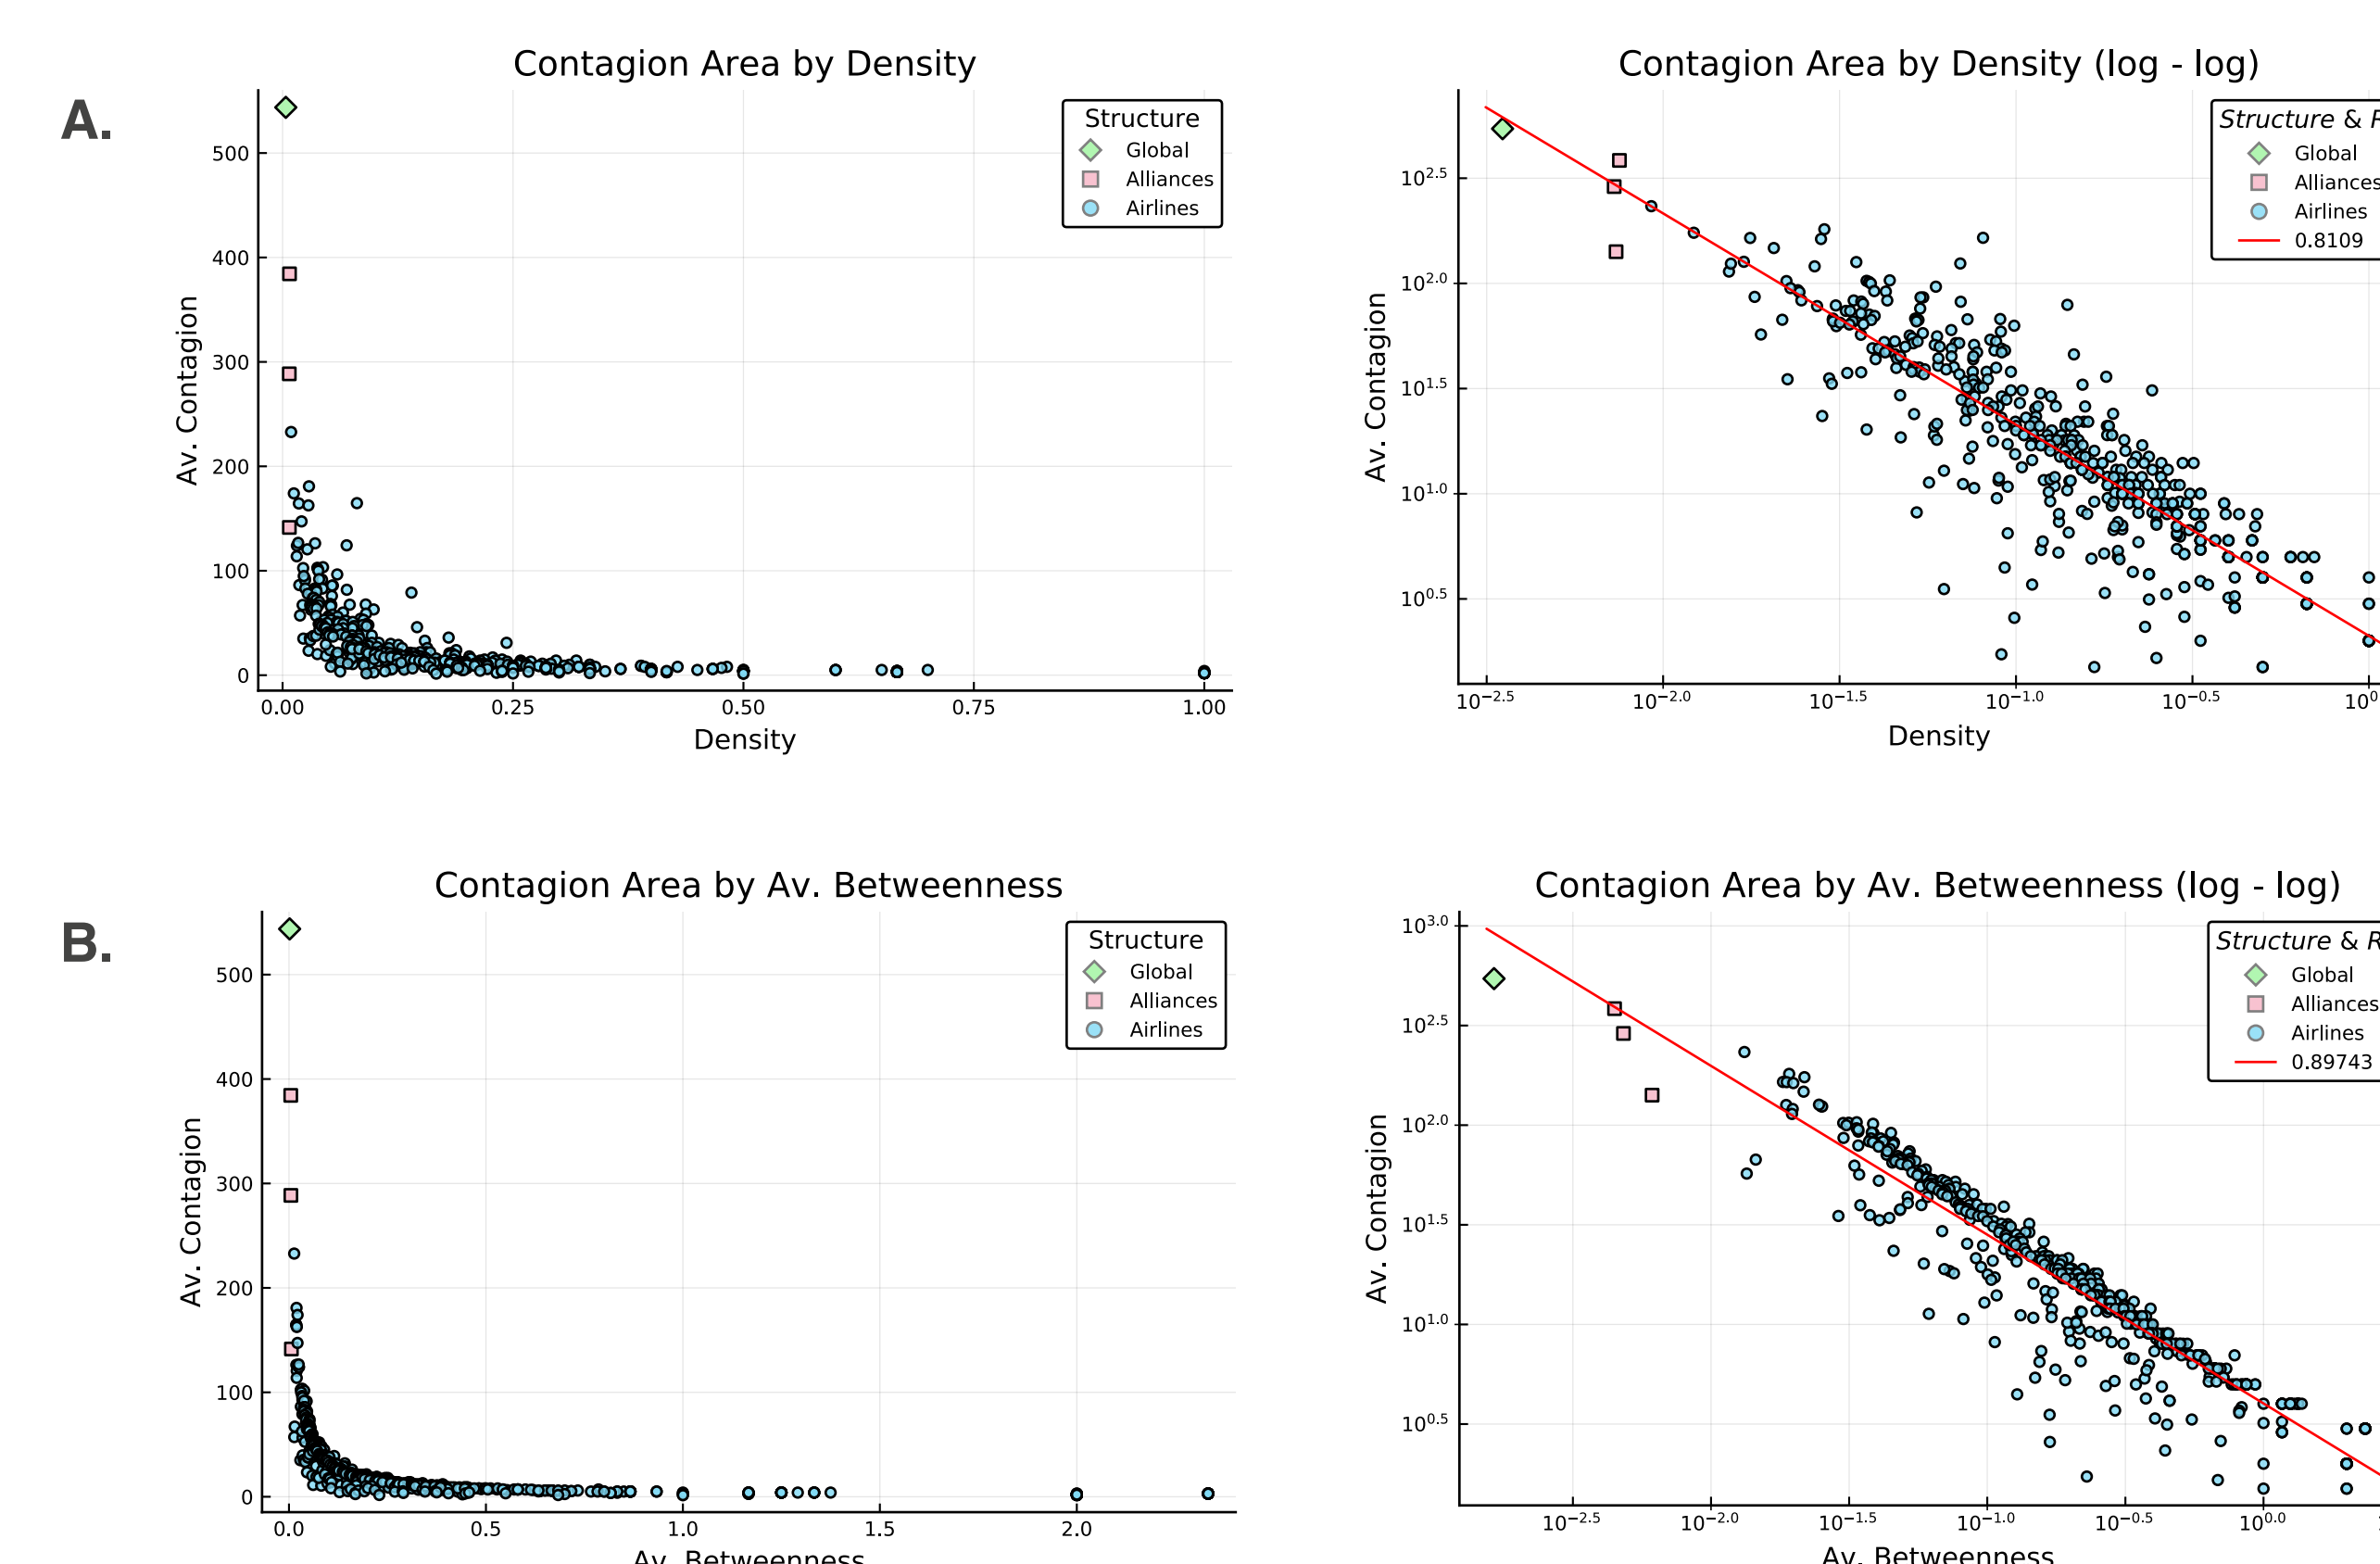 A.
Contagion Area by Density
Av. Contagion
500
400
300
200
100
0
0.00 0.25 0.50 0.75 1.00
Density
Structure
Global
Alliances
Airlines
Contagion Area by Density (log - log)
Av. Contagion
10^2.5
10^2.0
10^1.5
10^1.0
10^0.5
10^−2.5 10^−2.0 10^−1.5 10^−1.0 10^−0.5
Density
Structure & R
Global
Alliances
Airlines
0.8109
B.
Contagion Area by Av. Betweenness
Av. Contagion
500
400
300
200
100
0
0.0 0.5 1.0 1.5 2.0
Av. Betweenness
Structure
Global
Alliances
Airlines
Contagion Area by Av. Betweenness (log - log)
Av. Contagion
10^3.0
10^2.5
10^2.0
10^1.5
10^1.0
10^0.5
10^−2.5 10^−2.0 10^−1.5 10^−1.0 10^−0.5 10^0.0
Av. Betweenness
Structure & R
Global
Alliances
Airlines
0.89743